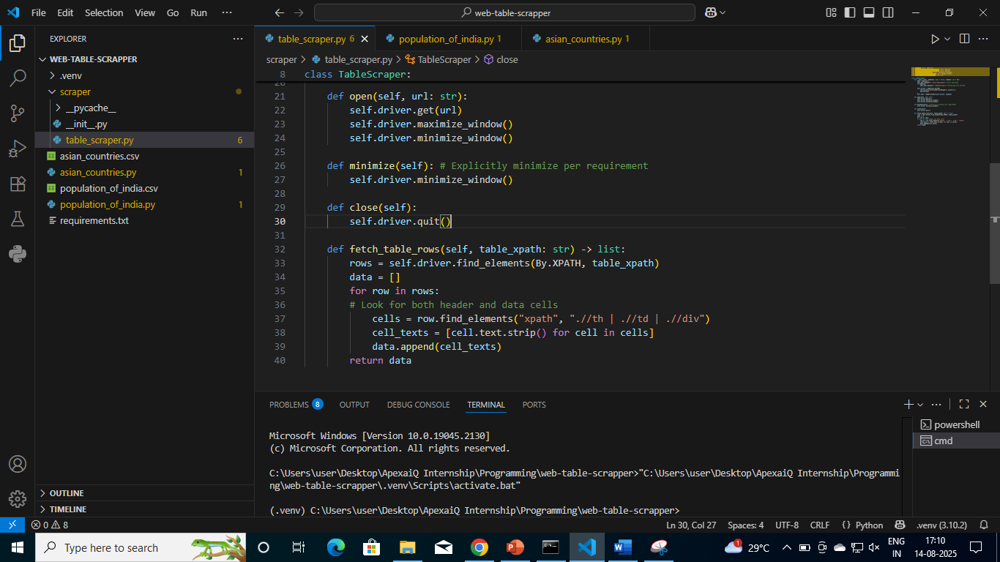 File Edit Selection View Go Run ···
web-table-scrapper
EXPLORER ···
WEB-TABLE-SCRAPPER
.venv
scraper
__pycache__
__init__.py
table_scraper.py 6
asian_countries.csv
asian_countries.py 1
population_of_india.csv
population_of_india.py 1
requirements.txt
OUTLINE
TIMELINE
table_scraper.py 6
population_of_india.py 1
asian_countries.py 1
scraper > table_scraper.py > TableScraper > close
8 class TableScraper:
20
21 def open(self, url: str):
22 self.driver.get(url)
23 self.driver.maximize_window()
24 self.driver.minimize_window()
25
26 def minimize(self): # Explicitly minimize per requirement
27 self.driver.minimize_window()
28
29 def close(self):
30 self.driver.quit()
31
32 def fetch_table_rows(self, table_xpath: str) -> list:
33 rows = self.driver.find_elements(By.XPATH, table_xpath)
34 data = []
35 for row in rows:
36 # Look for both header and data cells
37 cells = row.find_elements("xpath", ".//th | .//td | .//div")
38 cell_texts = [cell.text.strip() for cell in cells]
39 data.append(cell_texts)
40 return data
PROBLEMS 8 OUTPUT DEBUG CONSOLE TERMINAL PORTS
Microsoft Windows [Version 10.0.19045.2130]
(c) Microsoft Corporation. All rights reserved.
C:\Users\user\Desktop\ApexaiQ Internship\Programming\web-table-scrapper>"C:\Users\user\Desktop\ApexaiQ Internship\Programmi
ng\web-table-scrapper\.venv\Scripts\activate.bat"
(.venv) C:\Users\user\Desktop\ApexaiQ Internship\Programming\web-table-scrapper>
powershell
cmd
0 8
Ln 30, Col 27 Spaces: 4 UTF-8 CRLF {} Python .venv (3.10.2)
Type here to search
1 29°C
ENG
IN
17:10
14-08-2025